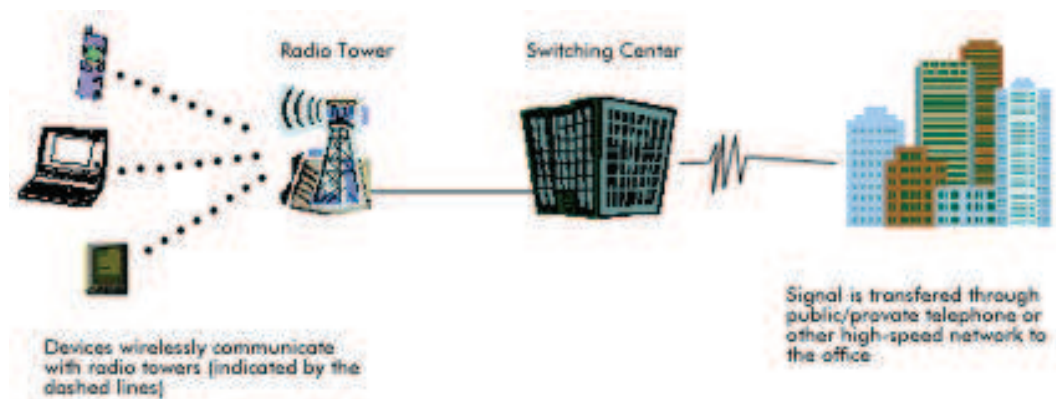 Radio Tower
Switching Center
Devices wirelessly communicate
with radio towers (indicated by the
dashed lines)
Signal is transfered through
public/provate telephone or
other high-speed network to
the office